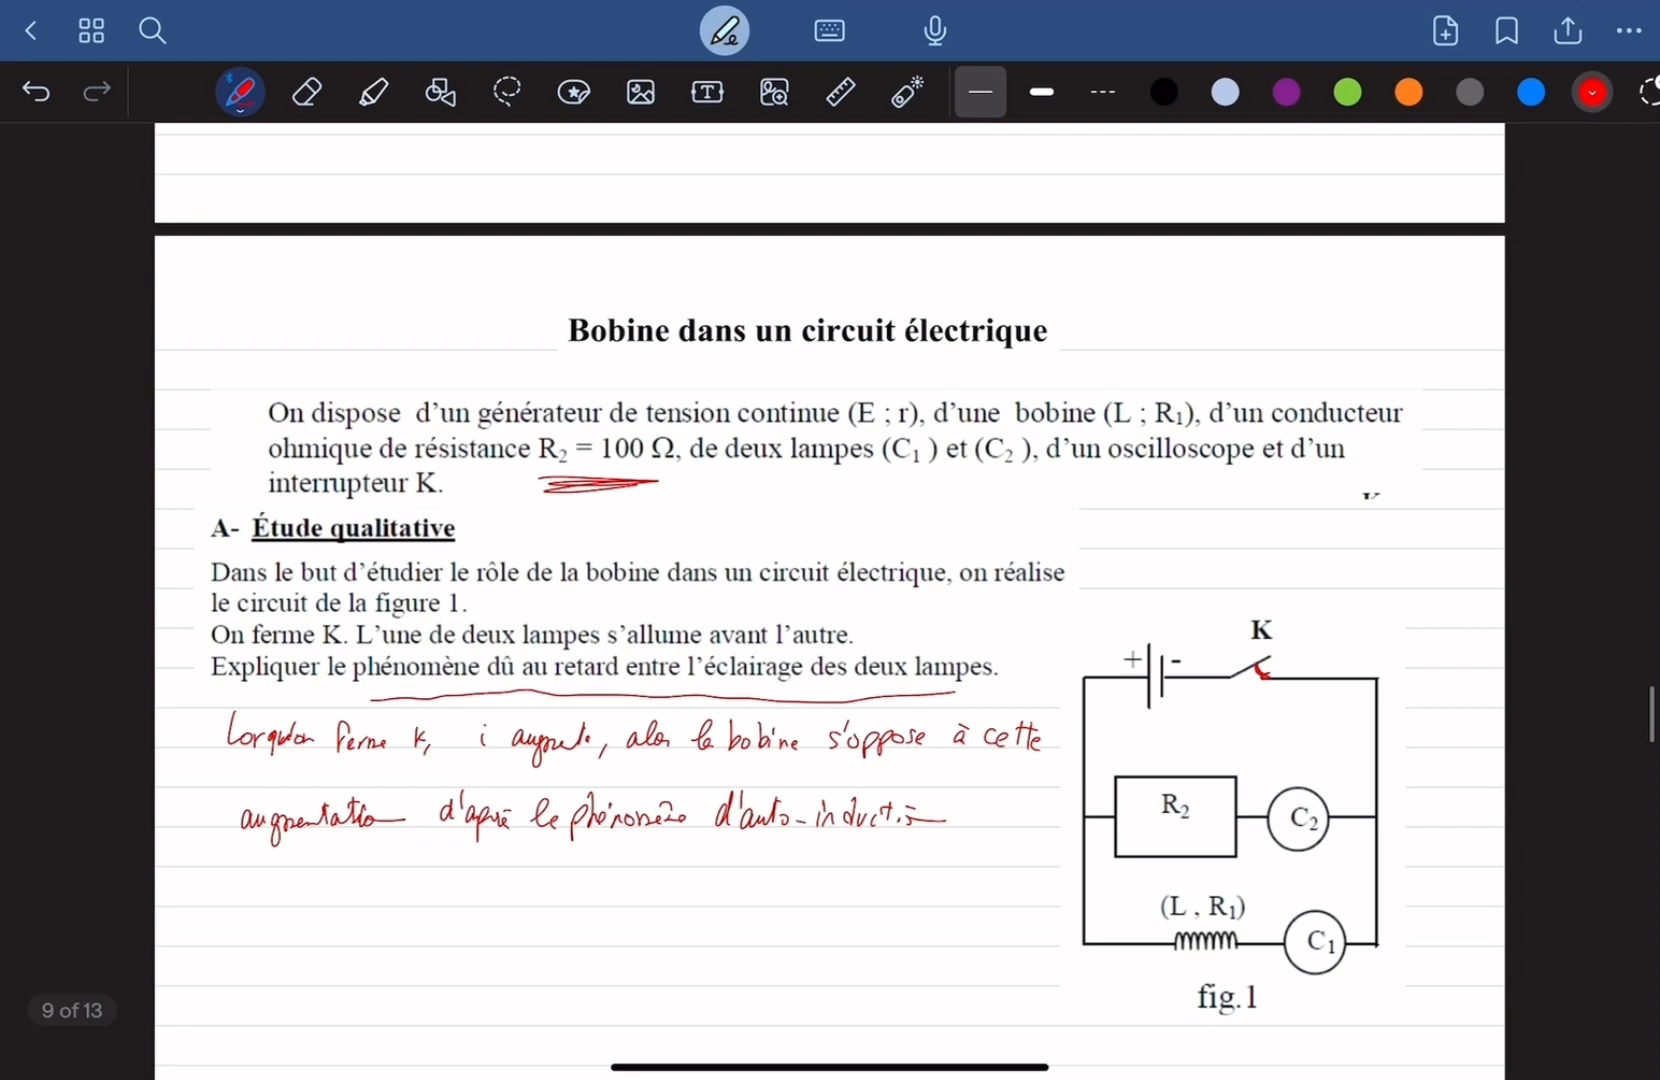 Bobine dans un circuit électrique
On dispose d'un générateur de tension continue (E ; r), d'une bobine (L ; R₁), d'un conducteur
ohmique de résistance R₂ = 100 Ω, de deux lampes (C₁ ) et (C₂ ), d'un oscilloscope et d'un
interrupteur K.
A- Étude qualitative
Dans le but d'étudier le rôle de la bobine dans un circuit électrique, on réalise
le circuit de la figure 1.
On ferme K. L'une de deux lampes s'allume avant l'autre.
Expliquer le phénomène dû au retard entre l'éclairage des deux lampes.
ferme K, i augmente, alors la bobine s'oppose à cette
augmentation d'après le phénomène d'auto-induction
K
+ -
R₂ C₂
(L , R₁)
C₁
fig.1
9 of 13